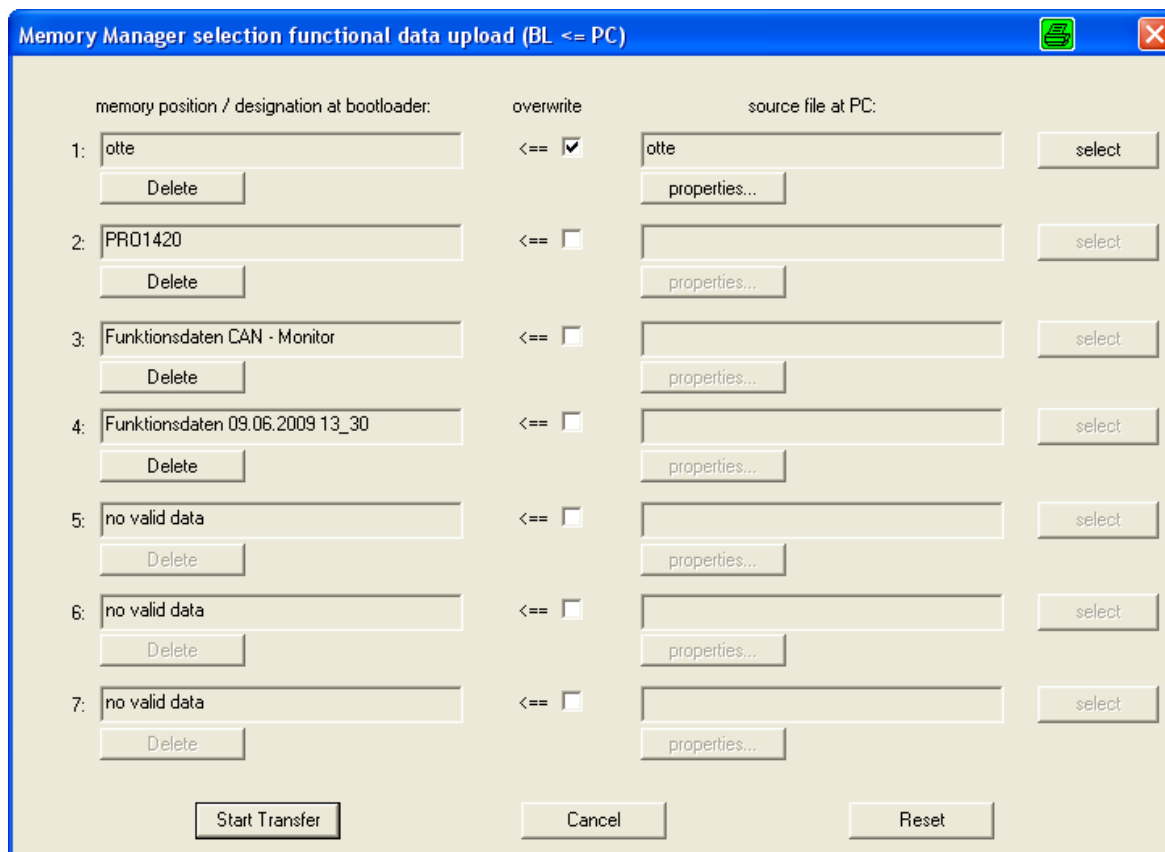 Memory Manager selection functional data upload (BL <= PC)
memory position / designation at bootloader: overwrite source file at PC:
1: otte <== otte select
Delete properties...
2: PRO1420 <== select
Delete properties...
3: Funktionsdaten CAN - Monitor <== select
Delete properties...
4: Funktionsdaten 09.06.2009 13_30 <== select
Delete properties...
5: no valid data <== select
Delete properties...
6: no valid data <== select
Delete properties...
7: no valid data <== select
Delete properties...
Start Transfer Cancel Reset